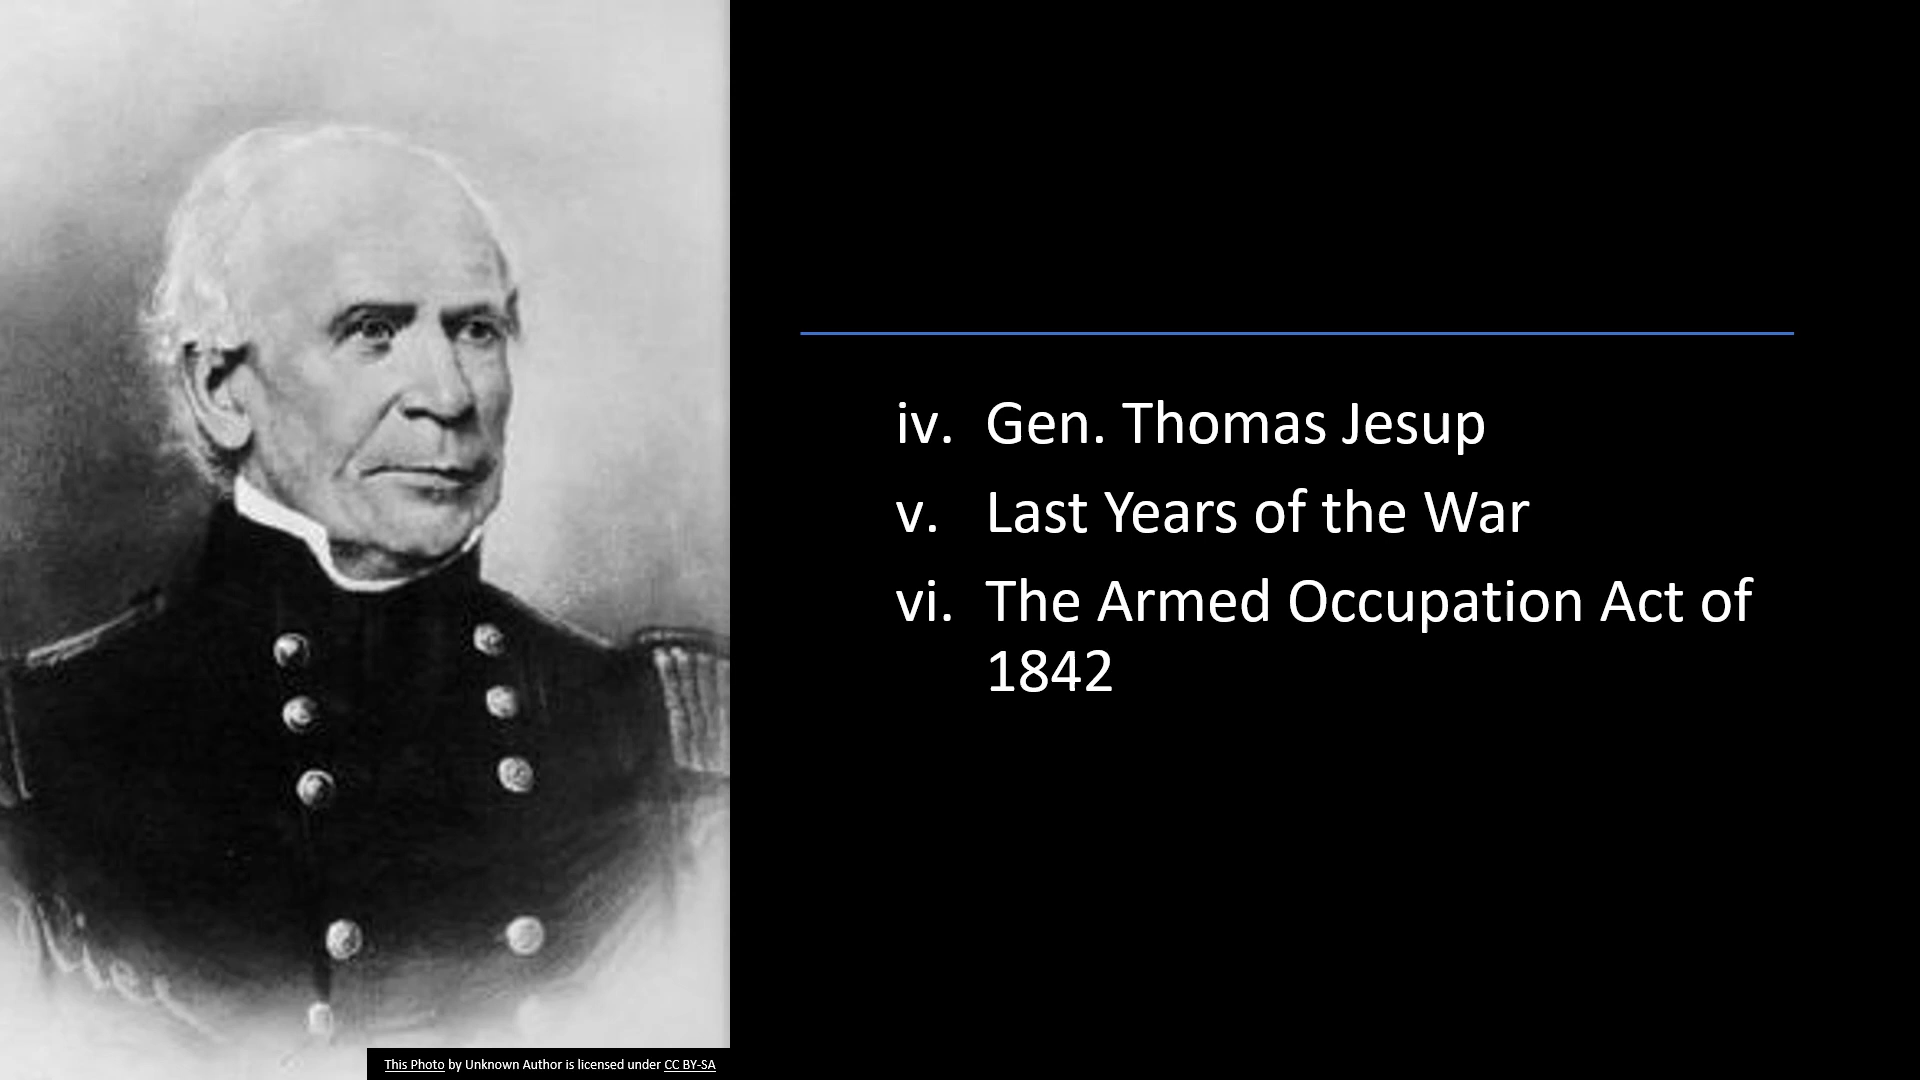 iv. Gen. Thomas Jesup
v. Last Years of the War
vi. The Armed Occupation Act of
1842
This Photo by Unknown Author is licensed under CC BY-SA